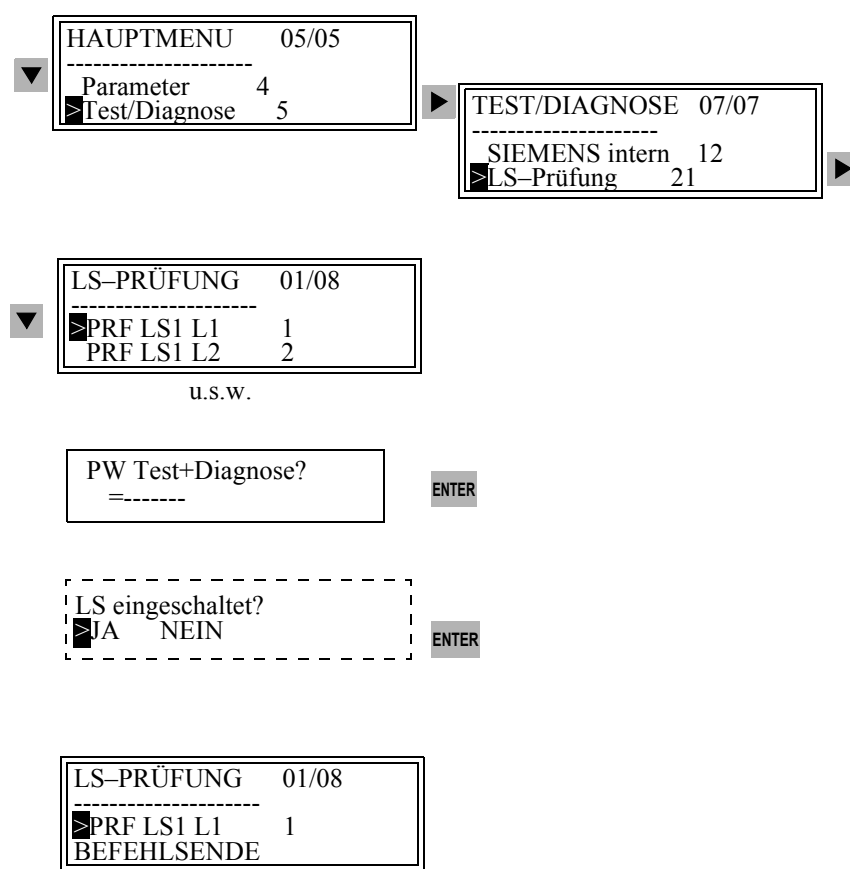 HAUPTMENU 05/05
---------------------
Parameter 4
>Test/Diagnose 5
TEST/DIAGNOSE 07/07
---------------------
SIEMENS intern 12
>LS–Prüfung 21
LS–PRÜFUNG 01/08
---------------------
>PRF LS1 L1 1
PRF LS1 L2 2
u.s.w.
PW Test+Diagnose?
=-------
ENTER
LS eingeschaltet?
>JA NEIN
ENTER
LS–PRÜFUNG 01/08
---------------------
>PRF LS1 L1 1
BEFEHLSENDE